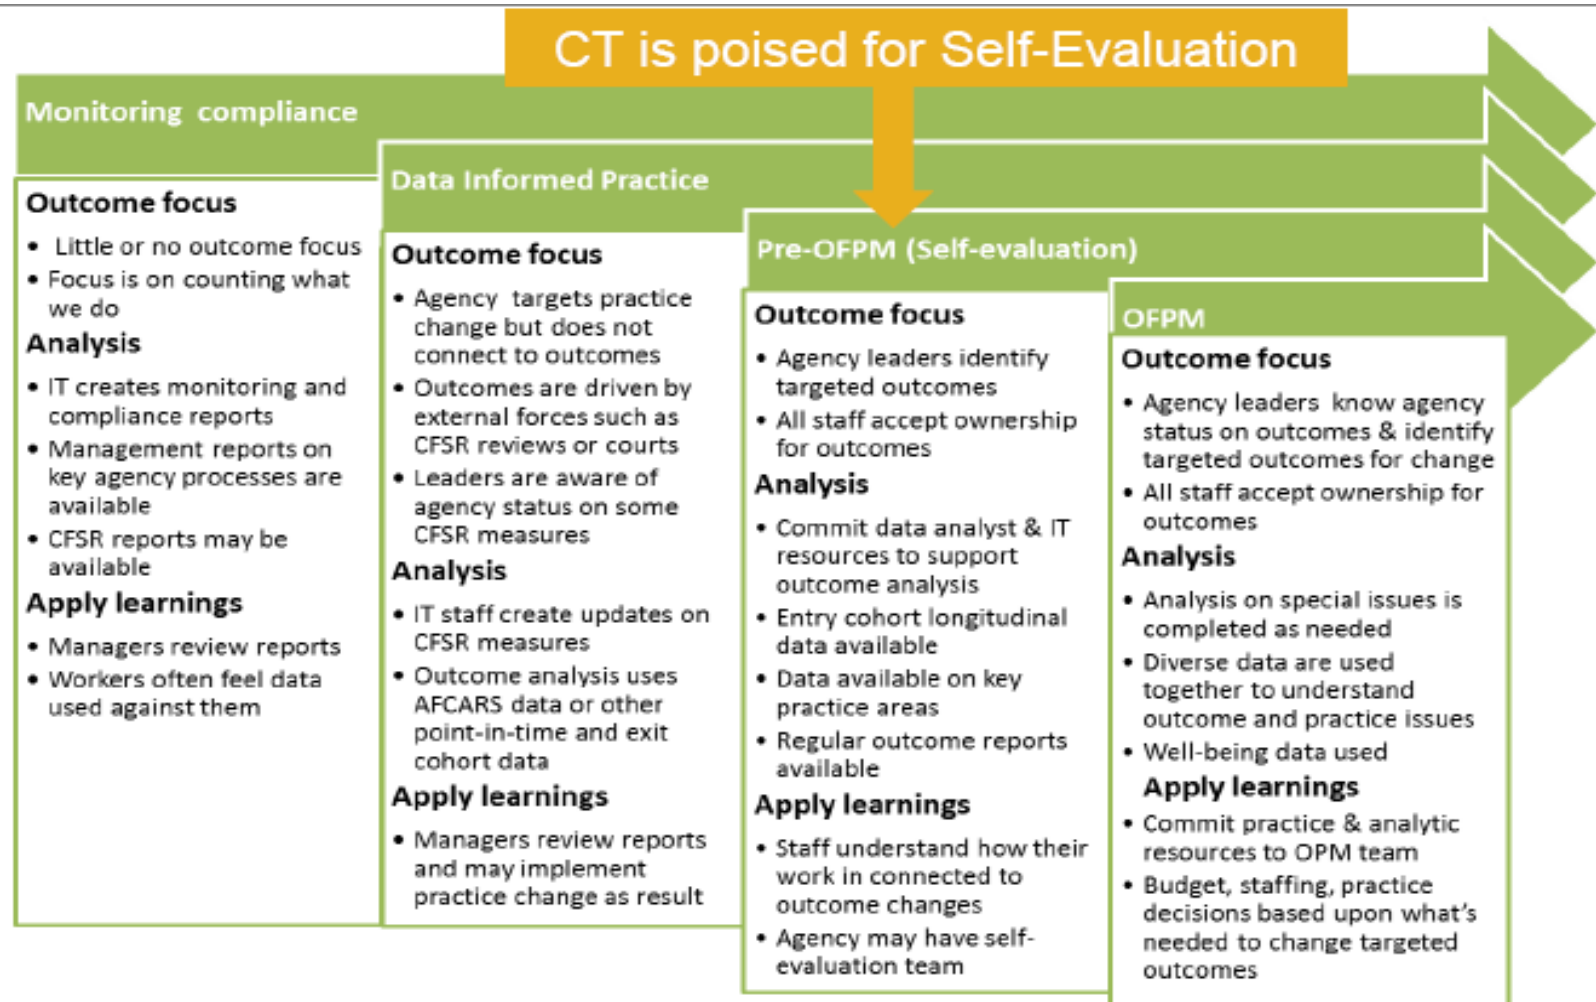 CT is poised for Self-Evaluation
Monitoring compliance
Outcome focus
• Little or no outcome focus
• Focus is on counting what
we do
Analysis
• IT creates monitoring and
compliance reports
• Management reports on
key agency processes are
available
• CFSR reports may be
available
Apply learnings
• Managers review reports
• Workers often feel data
used against them
Data Informed Practice
Outcome focus
• Agency targets practice
change but does not
connect to outcomes
• Outcomes are driven by
external forces such as
CFSR reviews or courts
• Leaders are aware of
agency status on some
CFSR measures
Analysis
• IT staff create updates on
CFSR measures
• Outcome analysis uses
AFCARS data or other
point-in-time and exit
cohort data
Apply learnings
• Managers review reports
and may implement
practice change as result
Pre-OFPM (Self-evaluation)
Outcome focus
• Agency leaders identify
targeted outcomes
• All staff accept ownership
for outcomes
Analysis
• Commit data analyst & IT
resources to support
outcome analysis
• Entry cohort longitudinal
data available
• Data available on key
practice areas
• Regular outcome reports
available
Apply learnings
• Staff understand how their
work in connected to
outcome changes
• Agency may have self-
evaluation team
OFPM
Outcome focus
• Agency leaders know agency
status on outcomes & identify
targeted outcomes for change
• All staff accept ownership for
outcomes
Analysis
• Analysis on special issues is
completed as needed
• Diverse data are used
together to understand
outcome and practice issues
• Well-being data used
Apply learnings
• Commit practice & analytic
resources to OPM team
• Budget, staffing, practice
decisions based upon what's
needed to change targeted
outcomes